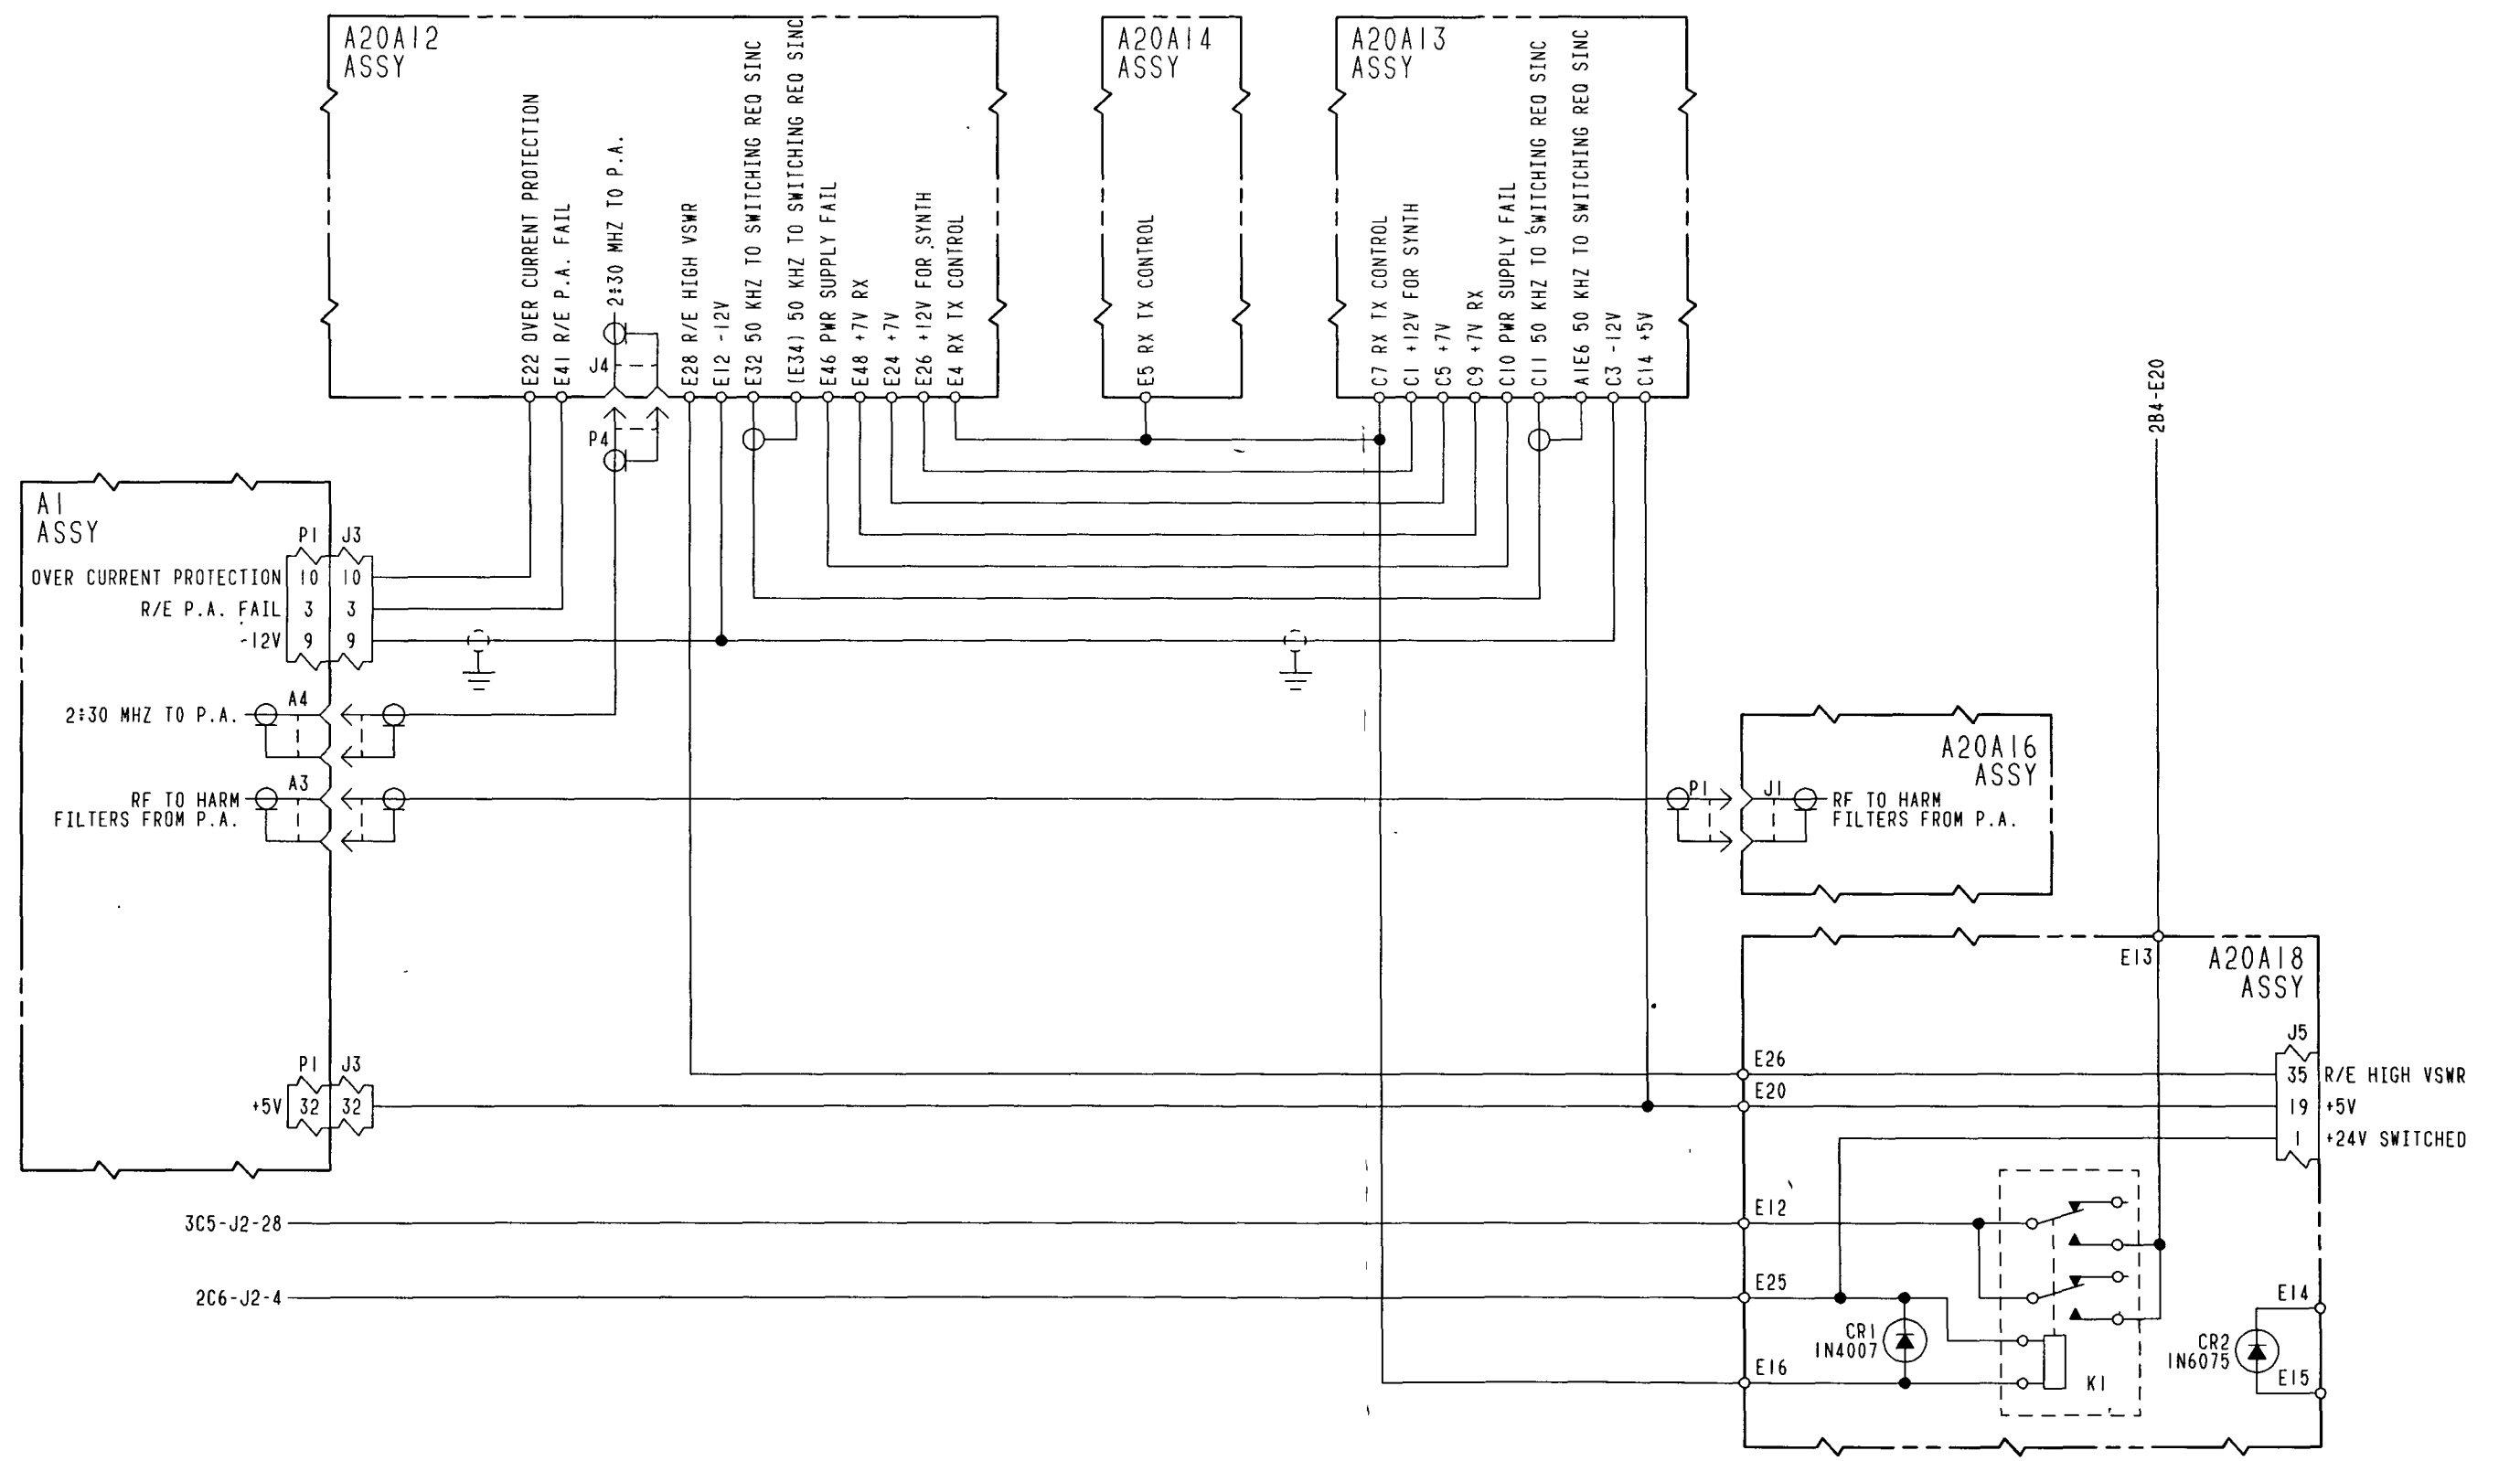 A20A12
ASSY
E22 OVER CURRENT PROTECTION
E41 R/E P.A. FAIL
2÷30 MHZ TO P.A.
J4
P4
E28 R/E HIGH VSWR
E12 -12V
E32 50 KHZ TO SWITCHING REQ SINC
(E34) 50 KHZ TO SWITCHING REQ SINC
E46 PWR SUPPLY FAIL
E48 +7V RX
E24 +7V
E26 +12V FOR SYNTH
E4 RX TX CONTROL
A20A14
ASSY
E5 RX TX CONTROL
A20A13
ASSY
C7 RX TX CONTROL
C1 +12V FOR SYNTH
C5 +7V
C9 +7V RX
C10 PWR SUPPLY FAIL
C11 50 KHZ TO SWITCHING REQ SINC
A1E6 50 KHZ TO SWITCHING REQ SINC
C3 -12V
C14 +5V
2B4-E20
A1
ASSY
P1 J3
OVER CURRENT PROTECTION 10 10
R/E P.A. FAIL 3 3
-12V 9 9
A4
2÷30 MHZ TO P.A.
A3
RF TO HARM
FILTERS FROM P.A.
P1 J3
+5V 32 32
A20A16
ASSY
P1 J1
RF TO HARM
FILTERS FROM P.A.
E13
A20A18
ASSY
J5
E26
35 R/E HIGH VSWR
E20
19 +5V
1 +24V SWITCHED
3C5-J2-28
E12
2C6-J2-4
E25
CR1
1N4007
E16
K1
E14
CR2
1N6075
E15